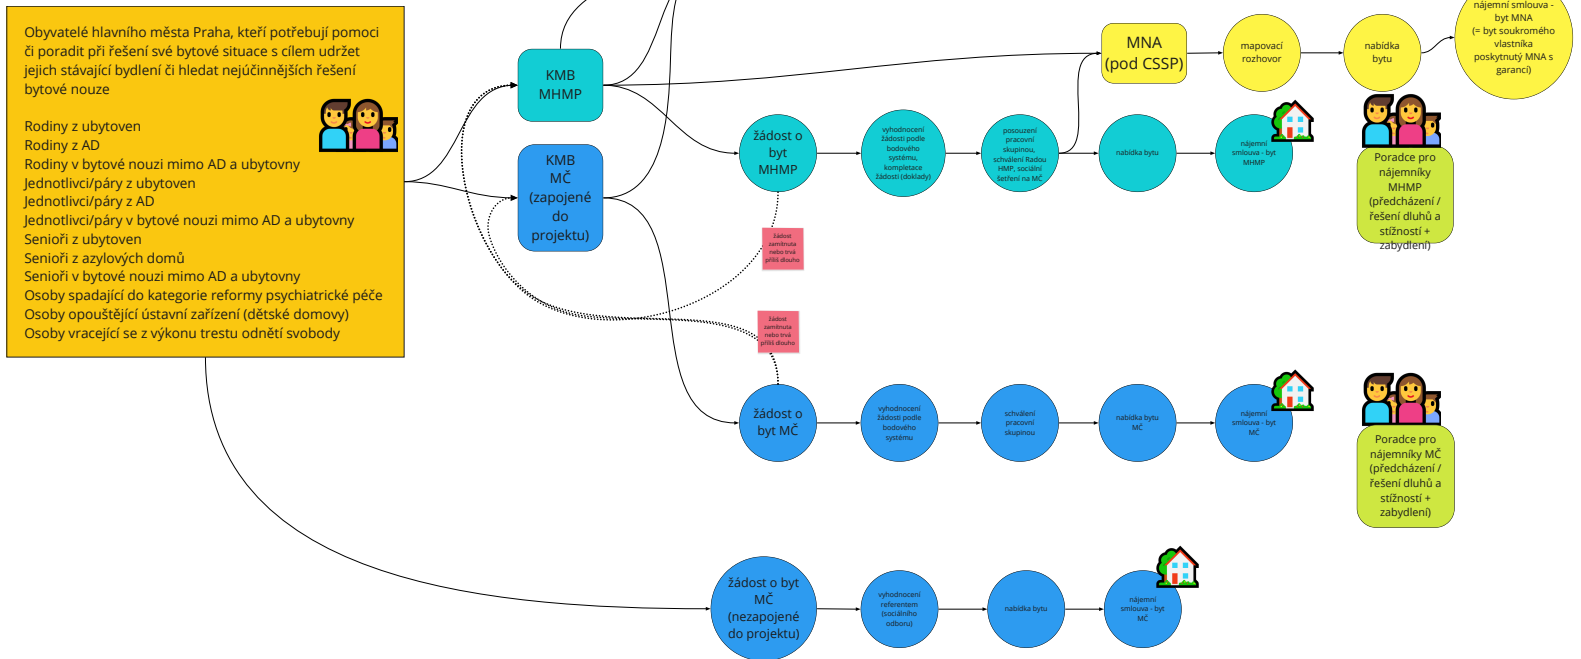 Obyvatelé hlavního města Praha, kteří potřebují pomoci
či poradit při řešení své bytové situace s cílem udržet
jejich stávající bydlení či hledat nejúčinnějších řešení
bytové nouze
Rodiny z ubytoven
Rodiny z AD
Rodiny v bytové nouzi mimo AD a ubytovny
Jednotlivci/páry z ubytoven
Jednotlivci/páry z AD
Jednotlivci/páry v bytové nouzi mimo AD a ubytovny
Senioři z ubytoven
Senioři z azylových domů
Senioři v bytové nouzi mimo AD a ubytovny
Osoby spadající do kategorie reformy psychiatrické péče
Osoby opouštějící ústavní zařízení (dětské domovy)
Osoby vracející se z výkonu trestu odnětí svobody
KMB
MHMP
KMB
MČ
(zapojené
do
projektu)
MNA
(pod CSSP)
mapovací
rozhovor
nabídka
bytu
nájemní smlouva -
byt MNA
(= byt soukromého
vlastníka
poskytnutý MNA s
garancí)
žádost o
byt
MHMP
vyhodnocení
žádosti podle
bodového
systému,
kompletace
žádosti (doklady)
posouzení
pracovní
skupinou,
schválení Radou
HMP, sociální
šetření na MČ
nabídka bytu
nájemní
smlouva - byt
MHMP
Poradce pro
nájemníky
MHMP
(předcházení /
řešení dluhů a
stížností +
zabydlení)
žádost
zamítnuta
nebo trvá
příliš dlouho
žádost
zamítnuta
nebo trvá
příliš dlouho
žádost o
byt MČ
vyhodnocení
žádosti podle
bodového
systému
schválení
pracovní
skupinou
nabídka bytu
MČ
nájemní
smlouva - byt
MČ
Poradce pro
nájemníky MČ
(předcházení /
řešení dluhů a
stížností +
zabydlení)
žádost o byt
MČ
(nezapojené
do projektu)
vyhodnocení
referentem
(sociálního
odboru)
nabídka bytu
nájemní
smlouva - byt
MČ